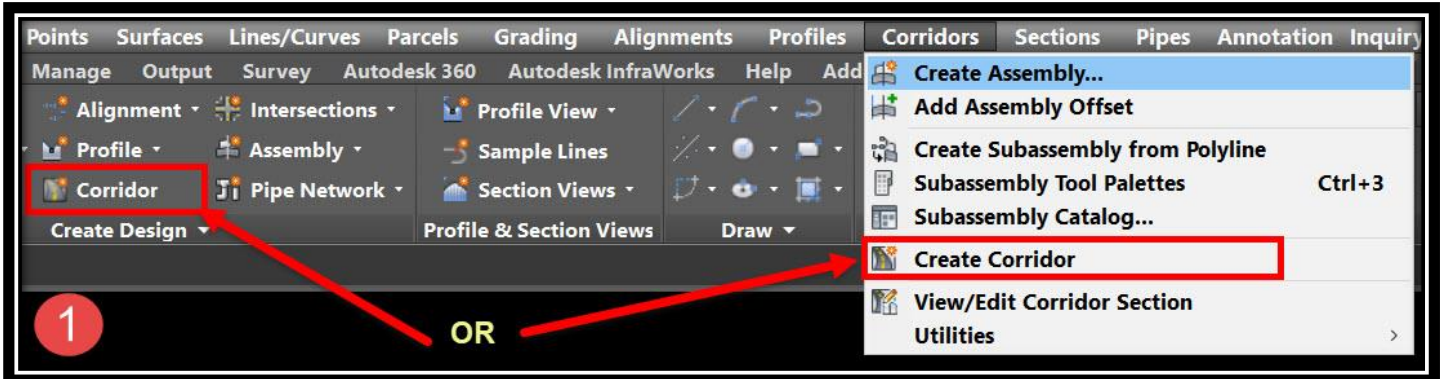 Points Surfaces Lines/Curves Parcels Grading Alignments Profiles Corridors Sections Pipes Annotation Inquiry
Manage Output Survey Autodesk 360 Autodesk InfraWorks Help Add
Alignment Intersections Profile View
Profile Assembly Sample Lines
Corridor Pipe Network Section Views
Create Design Profile & Section Views Draw
Create Assembly...
Add Assembly Offset
Create Subassembly from Polyline
Subassembly Tool Palettes Ctrl+3
Subassembly Catalog...
Create Corridor
View/Edit Corridor Section
Utilities
1
OR